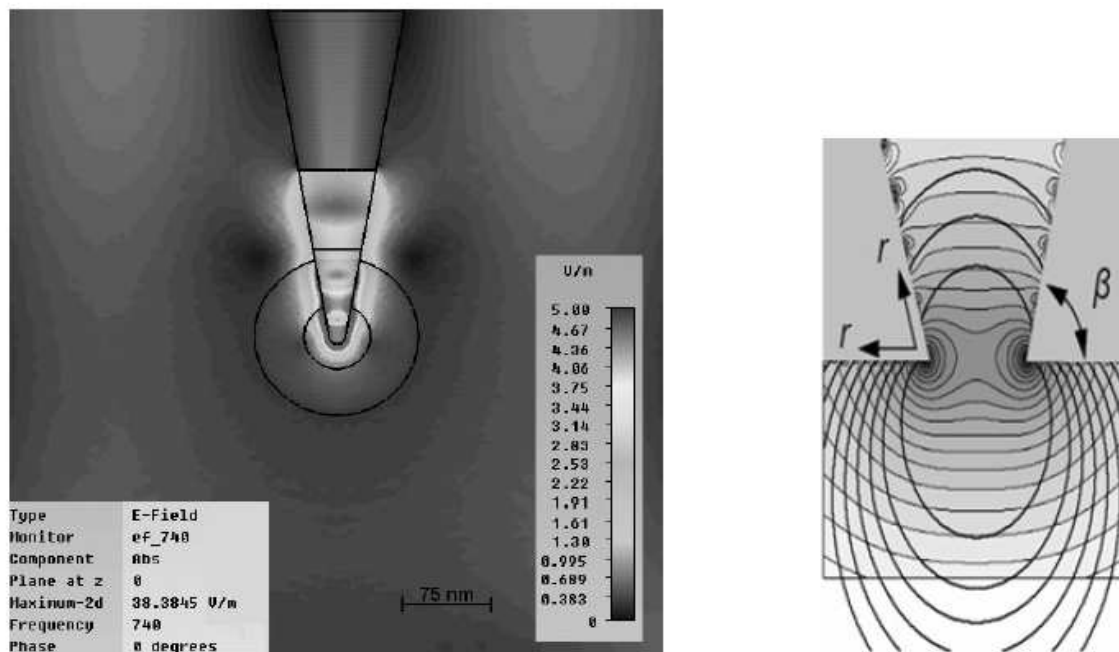 V/m
5.00
4.67
4.36
4.06
3.75
3.44
3.14
2.83
2.53
2.22
1.91
1.61
1.30
0.995
0.689
0.383
0
75 nm
Type E-Field
Monitor ef_740
Component Abs
Plane at z 0
Maximum-2d 38.3845 V/m
Frequency 740
Phase 0 degrees
r
β
r